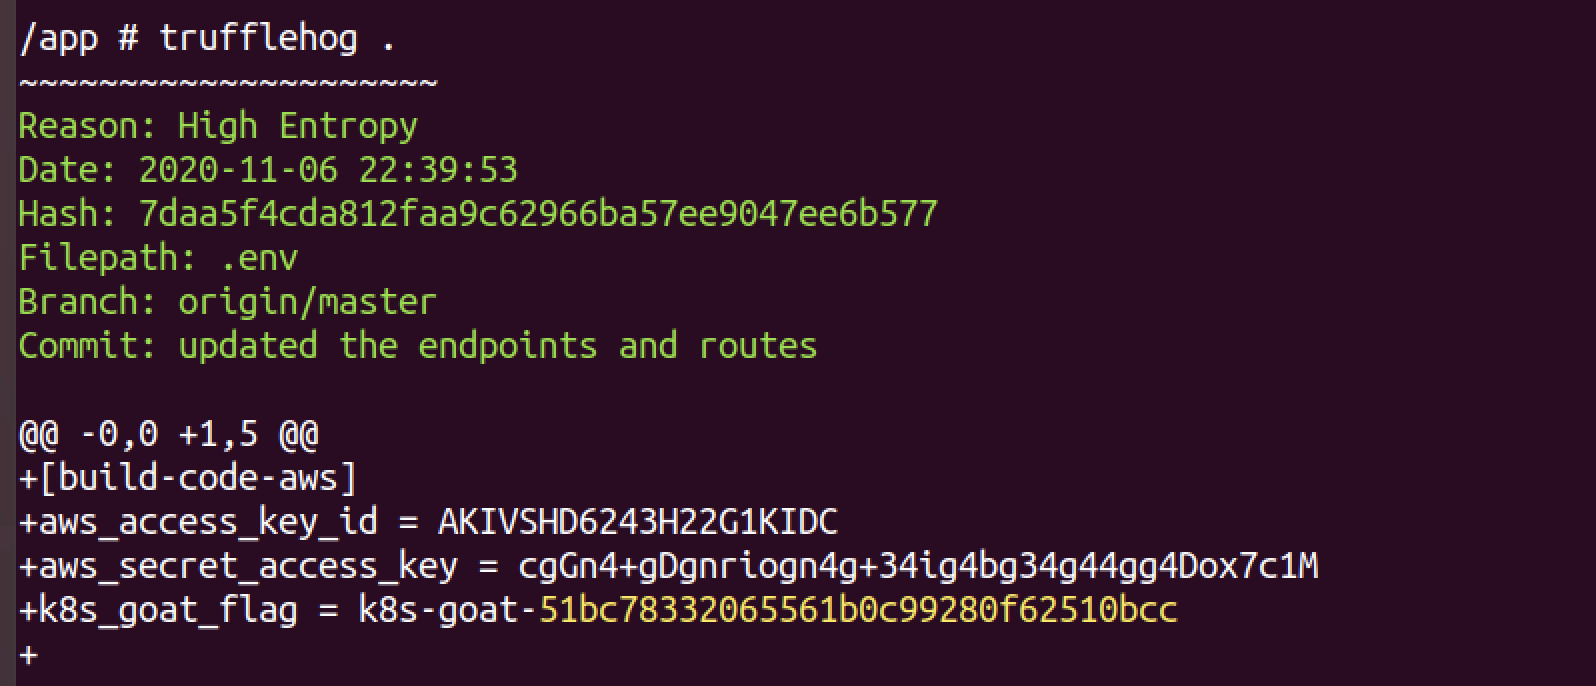 /app # trufflehog .
~~~~~~~~~~~~~~~~~~~~~
Reason: High Entropy
Date: 2020-11-06 22:39:53
Hash: 7daa5f4cda812faa9c62966ba57ee9047ee6b577
Filepath: .env
Branch: origin/master
Commit: updated the endpoints and routes
@@ -0,0 +1,5 @@
+[build-code-aws]
+aws_access_key_id = AKIVSHD6243H22G1KIDC
+aws_secret_access_key = cgGn4+gDgnriogn4g+34ig4bg34g44gg4Dox7c1M
+k8s_goat_flag = k8s-goat-51bc78332065561b0c99280f62510bcc
+